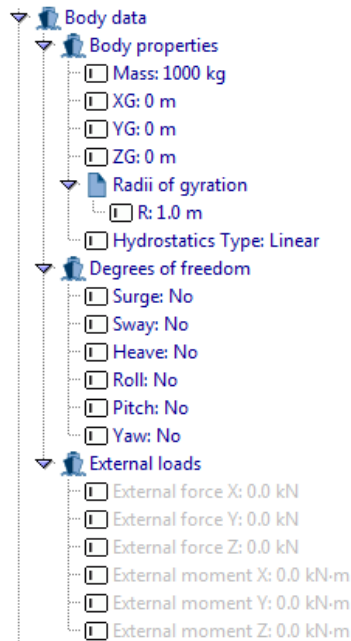 Body data
Body properties
Mass: 1000 kg
XG: 0 m
YG: 0 m
ZG: 0 m
Radii of gyration
R: 1.0 m
Hydrostatics Type: Linear
Degrees of freedom
Surge: No
Sway: No
Heave: No
Roll: No
Pitch: No
Yaw: No
External loads
External force X: 0.0 kN
External force Y: 0.0 kN
External force Z: 0.0 kN
External moment X: 0.0 kN·m
External moment Y: 0.0 kN·m
External moment Z: 0.0 kN·m